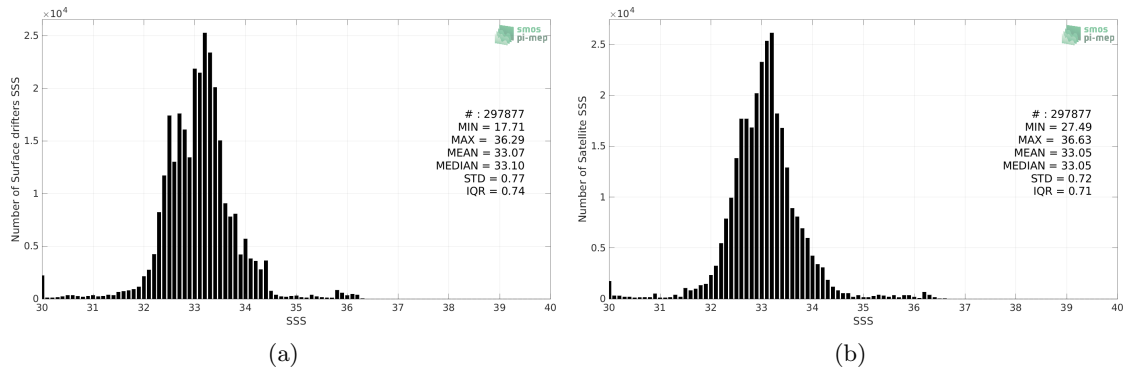 ×10⁴
2.5
2
1.5
1
0.5
0
30 31 32 33 34 35 36 37 38 39 40
Number of Surface drifters SSS
SSS
smos
pi-mep
# : 297877
MIN = 17.71
MAX = 36.29
MEAN = 33.07
MEDIAN = 33.10
STD = 0.77
IQR = 0.74
(a)
×10⁴
2.5
2
1.5
1
0.5
0
30 31 32 33 34 35 36 37 38 39 40
Number of Satellite SSS
SSS
smos
pi-mep
# : 297877
MIN = 27.49
MAX = 36.63
MEAN = 33.05
MEDIAN = 33.05
STD = 0.72
IQR = 0.71
(b)